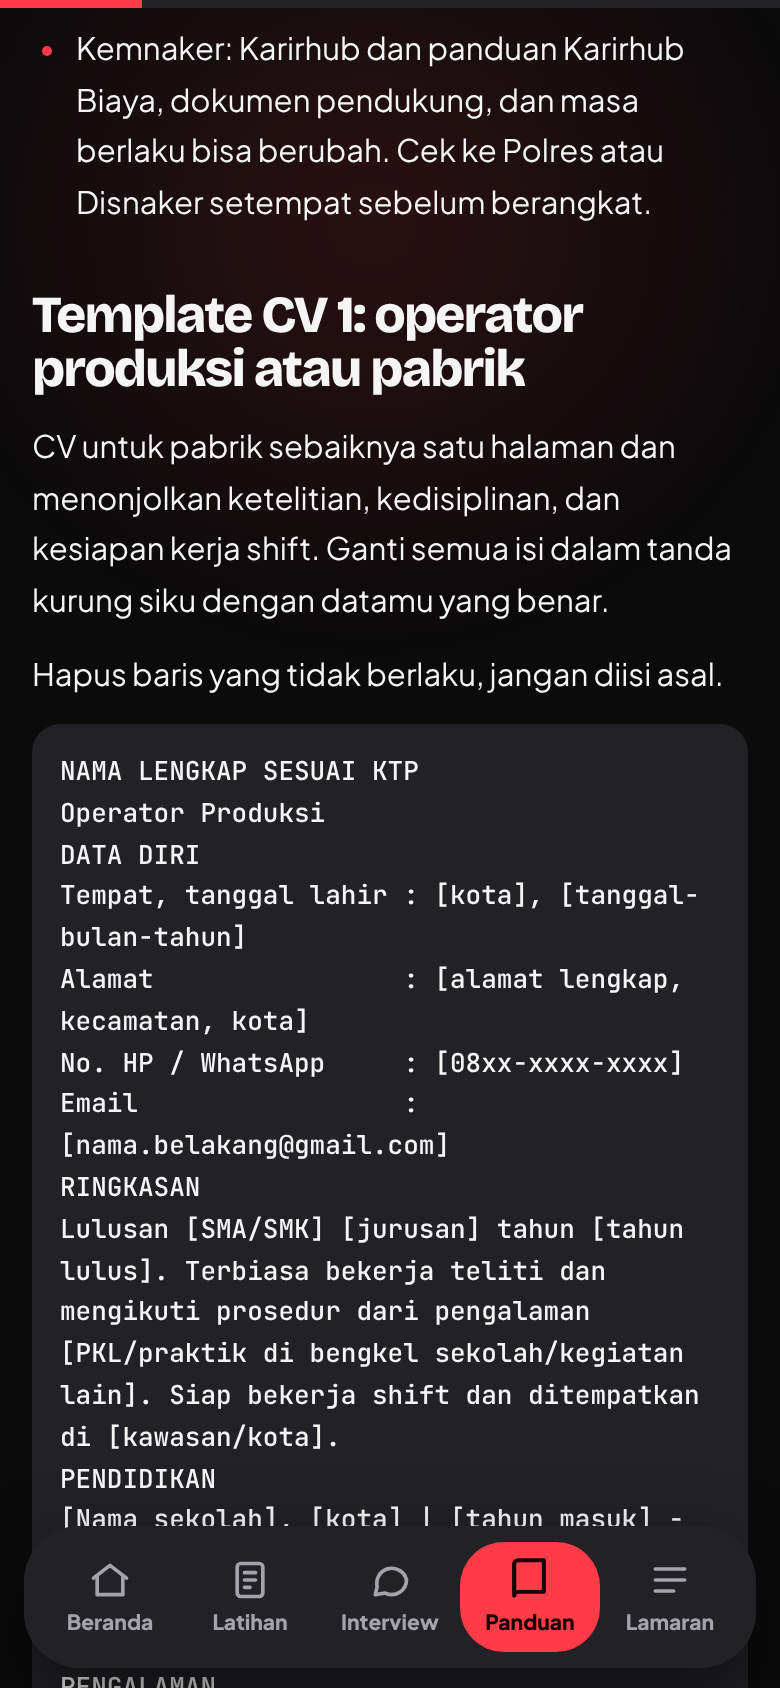 Kemnaker: Karirhub dan panduan Karirhub
Biaya, dokumen pendukung, dan masa
berlaku bisa berubah. Cek ke Polres atau
Disnaker setempat sebelum berangkat.
Template CV 1: operator
produksi atau pabrik
CV untuk pabrik sebaiknya satu halaman dan
menonjolkan ketelitian, kedisiplinan, dan
kesiapan kerja shift. Ganti semua isi dalam tanda
kurung siku dengan datamu yang benar.
Hapus baris yang tidak berlaku, jangan diisi asal.
NAMA LENGKAP SESUAI KTP
Operator Produksi
DATA DIRI
Tempat, tanggal lahir : [kota], [tanggal-
bulan-tahun]
Alamat : [alamat lengkap,
kecamatan, kota]
No. HP / WhatsApp : [08xx-xxxx-xxxx]
Email :
[nama.belakang@gmail.com]
RINGKASAN
Lulusan [SMA/SMK] [jurusan] tahun [tahun
lulus]. Terbiasa bekerja teliti dan
mengikuti prosedur dari pengalaman
[PKL/praktik di bengkel sekolah/kegiatan
lain]. Siap bekerja shift dan ditempatkan
di [kawasan/kota].
PENDIDIKAN
[Nama sekolah], [kota] | [tahun masuk] -
Beranda
Latihan
Interview
Panduan
Lamaran
PENGALAMAN